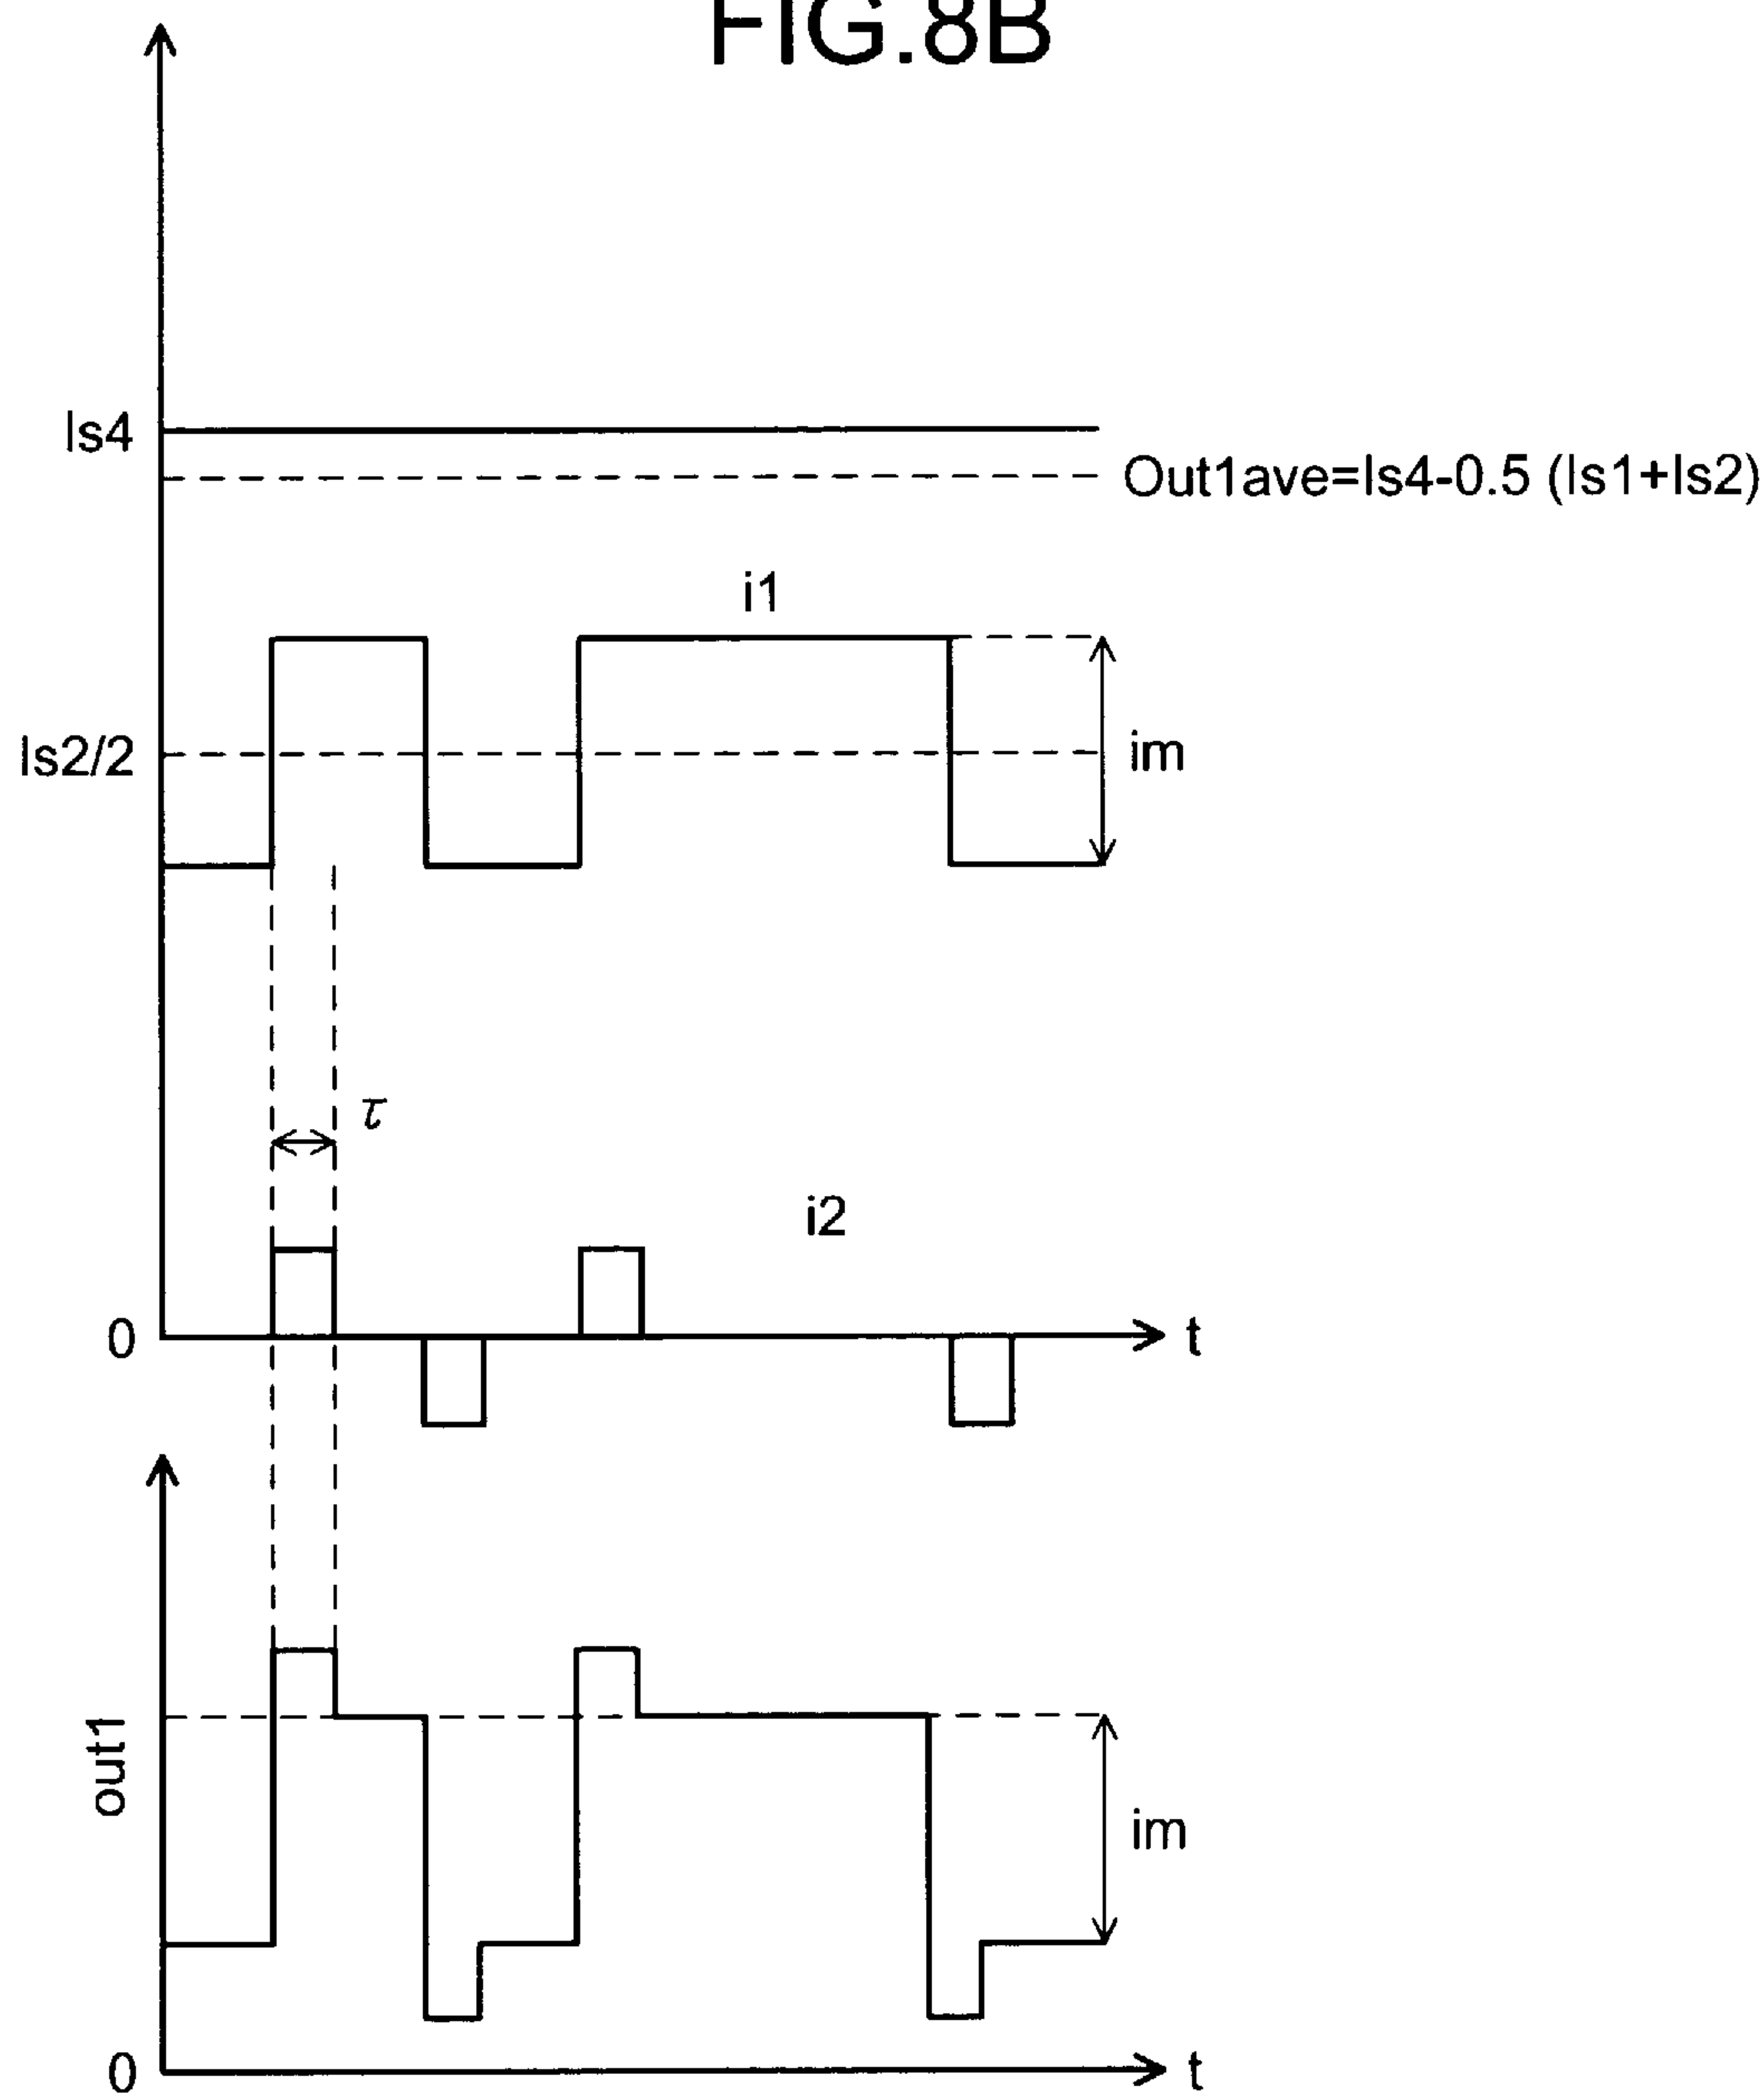 FIG.8B
Is4
Out1ave=Is4-0.5 (Is1+Is2)
i1
Is2/2
im
τ
i2
0
t
out1
im
0
t